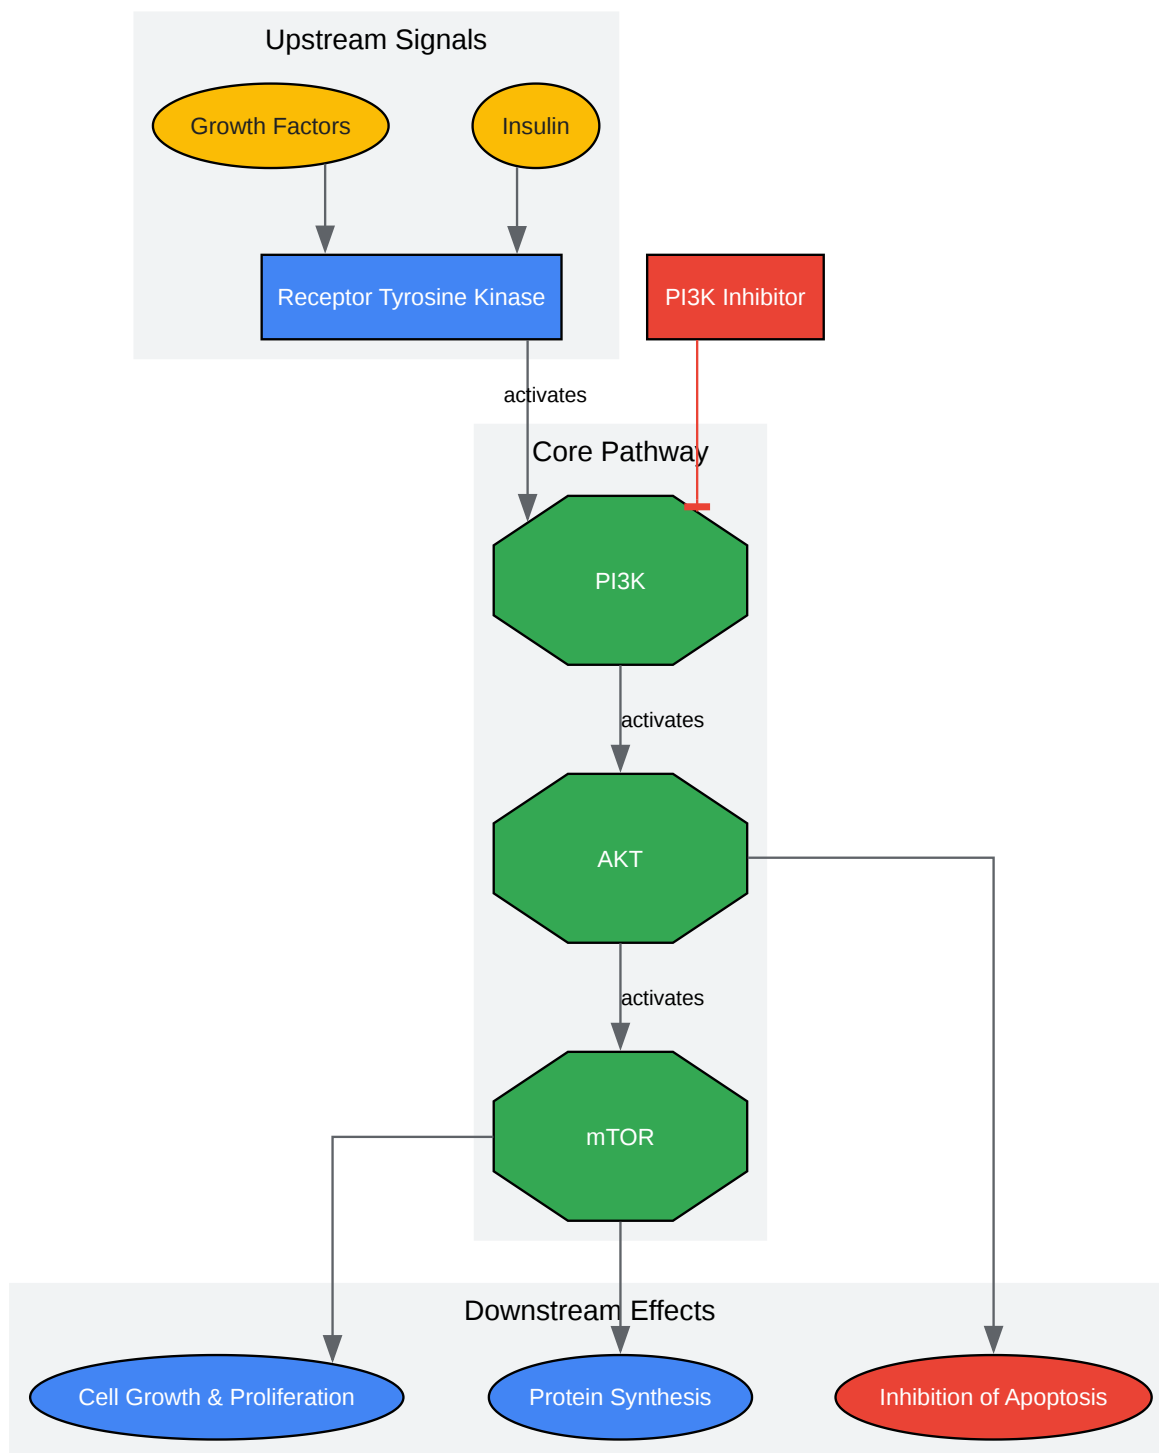 Upstream Signals
Growth Factors
Insulin
Receptor Tyrosine Kinase
PI3K Inhibitor
activates
Core Pathway
PI3K
activates
AKT
activates
mTOR
Downstream Effects
Cell Growth & Proliferation
Protein Synthesis
Inhibition of Apoptosis